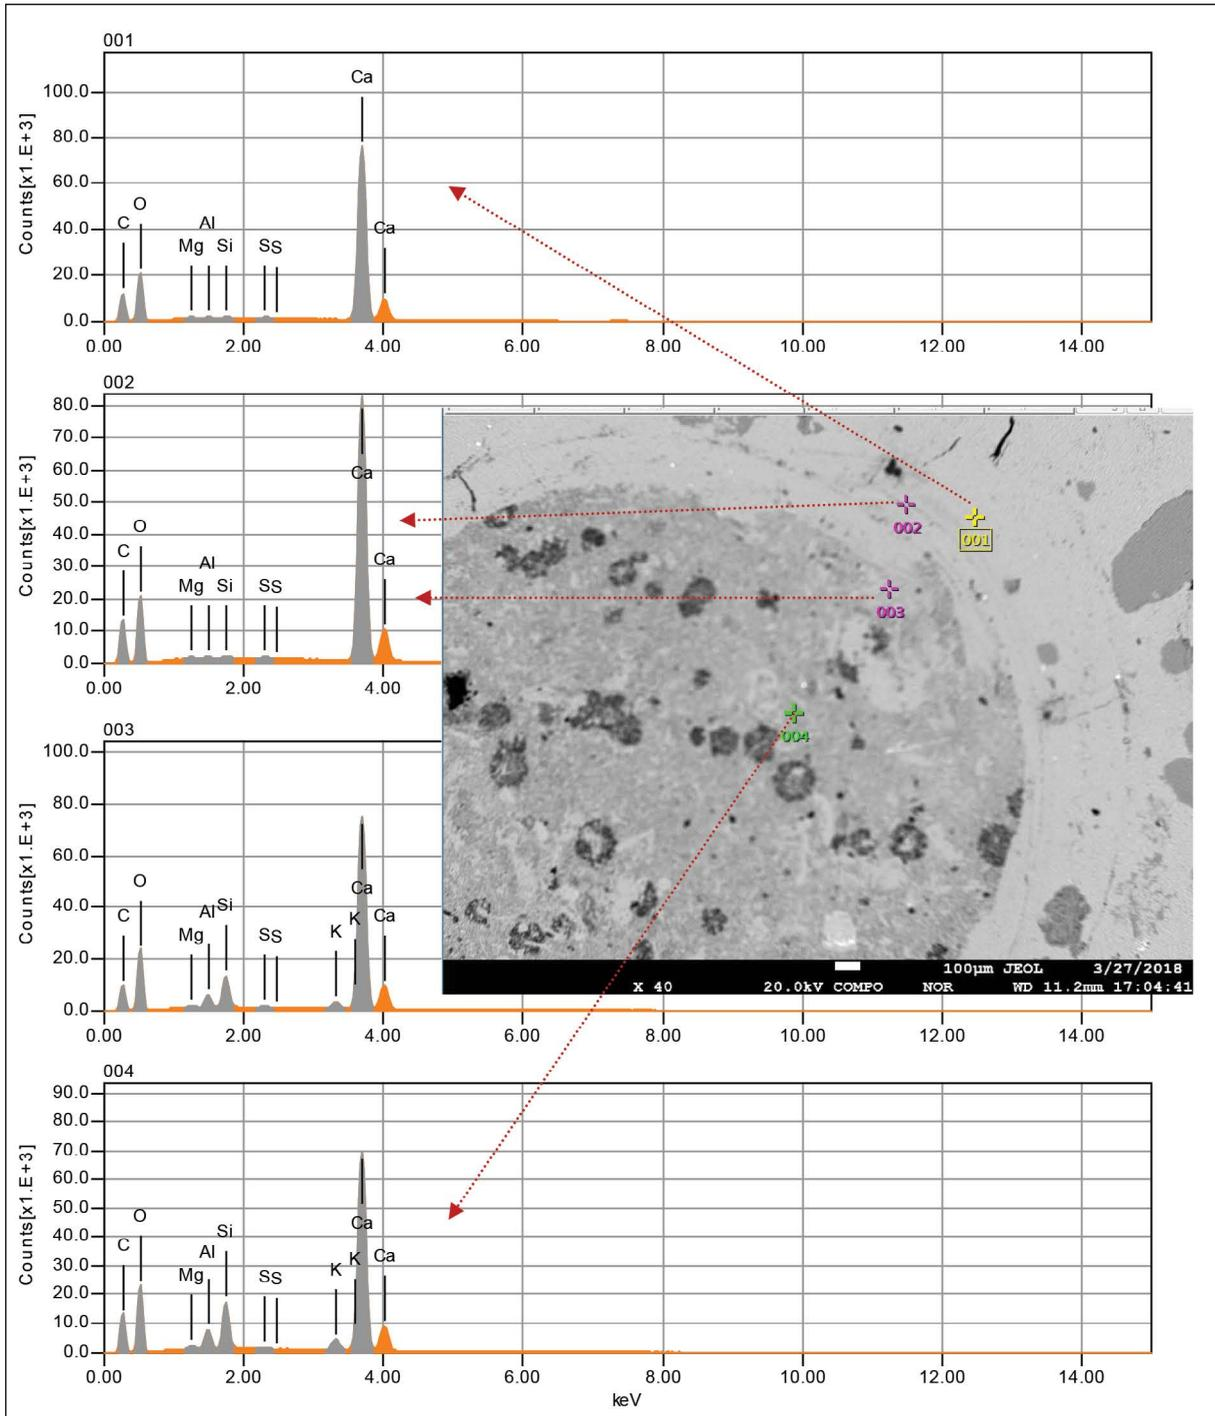 001
Counts[x1.E+3]
100.0
80.0
60.0
40.0
20.0
0.0
C
O
Mg
Al
Si
SS
Ca
Ca
0.00 2.00 4.00 6.00 8.00 10.00 12.00 14.00
002
Counts[x1.E+3]
80.0
70.0
60.0
50.0
40.0
30.0
20.0
10.0
0.0
C
O
Mg
Al
Si
SS
Ca
Ca
0.00 2.00 4.00
003
Counts[x1.E+3]
100.0
80.0
60.0
40.0
20.0
0.0
C
O
Mg
Al
Si
SS
K
K
Ca
Ca
0.00 2.00 4.00 6.00 8.00 10.00 12.00 14.00
002
001
003
004
100µm JEOL 3/27/2018
X 40 20.0kV COMPO NOR WD 11.2mm 17:04:41
004
Counts[x1.E+3]
90.0
80.0
70.0
60.0
50.0
40.0
30.0
20.0
10.0
0.0
C
O
Mg
Al
Si
SS
K
K
Ca
Ca
0.00 2.00 4.00 6.00 8.00 10.00 12.00 14.00
keV